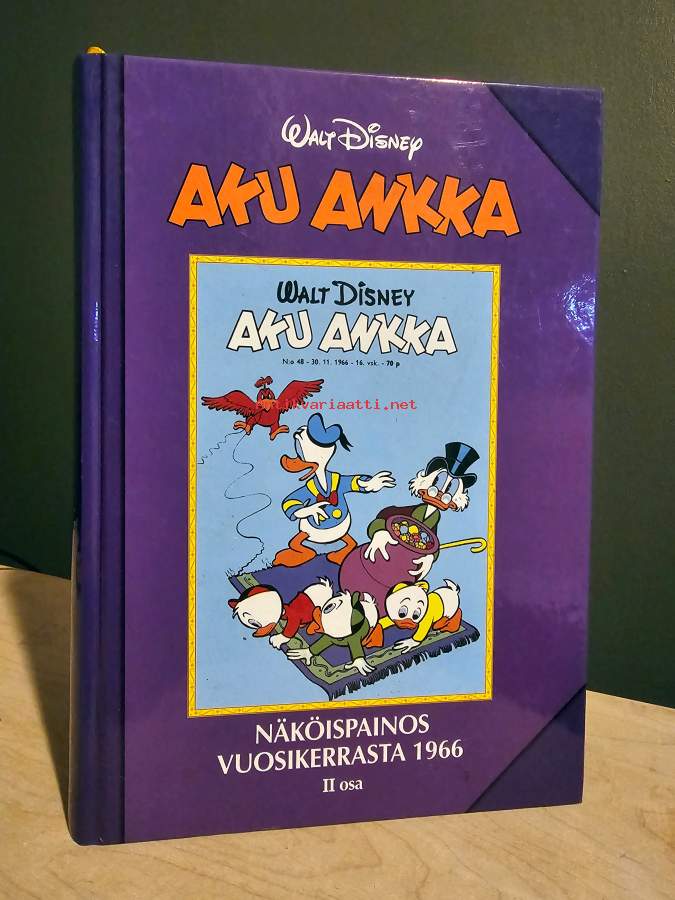 WALT DISNEY
AKU ANKKA
WALT DISNEY
AKU ANKKA
N:o 48 - 30. 11. 1966 - 16. vsk. - 70 p
antikvariaatti.net
NÄKÖISPAINOS
VUOSIKERRASTA 1966
II osa